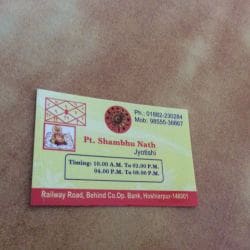 Ph.: 01882-230284
Mob: 98555-36667
Pt. Shambhu Nath
Jyotishi
Timing: 10.00 A.M. To 02.00 P.M.
04.00 P.M. To 08.00 P.M.
Railway Road, Behind Co.Op. Bank, Hoshiarpur-146001